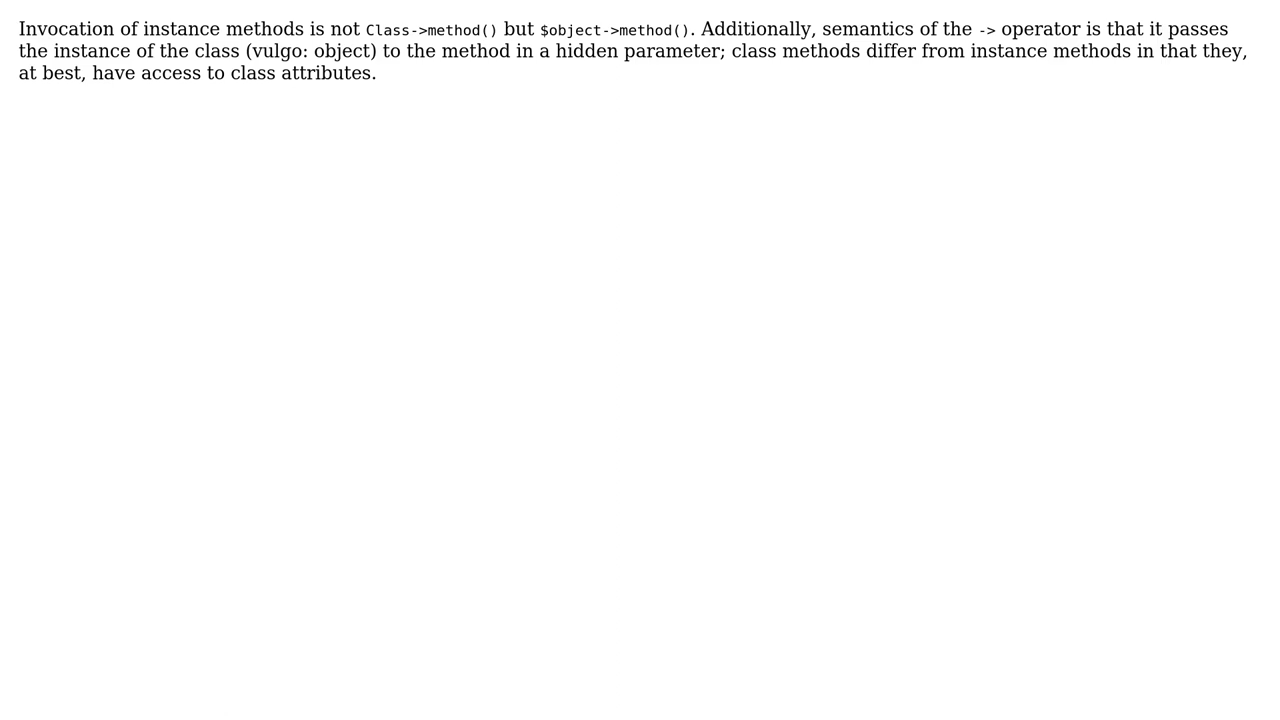 Invocation of instance methods is not Class->method() but $object->method(). Additionally, semantics of the -> operator is that it passes
the instance of the class (vulgo: object) to the method in a hidden parameter; class methods differ from instance methods in that they,
at best, have access to class attributes.